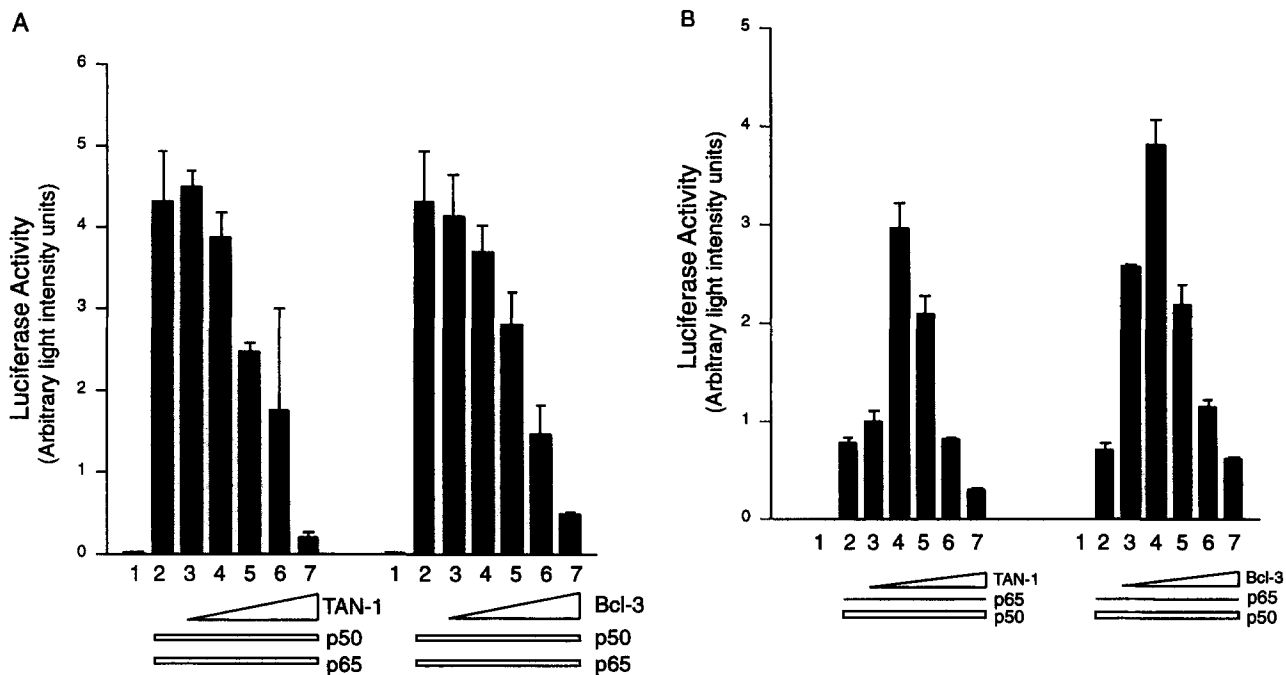 A
Luciferase Activity
(Arbitrary light intensity units)
6
5
4
3
2
1
0
1 2 3 4 5 6 7
TAN-1
p50
p65
1 2 3 4 5 6 7
Bcl-3
p50
p65
B
Luciferase Activity
(Arbitrary light intensity units)
5
4
3
2
1
0
1 2 3 4 5 6 7
TAN-1
p65
p50
1 2 3 4 5 6 7
Bcl-3
p65
p50